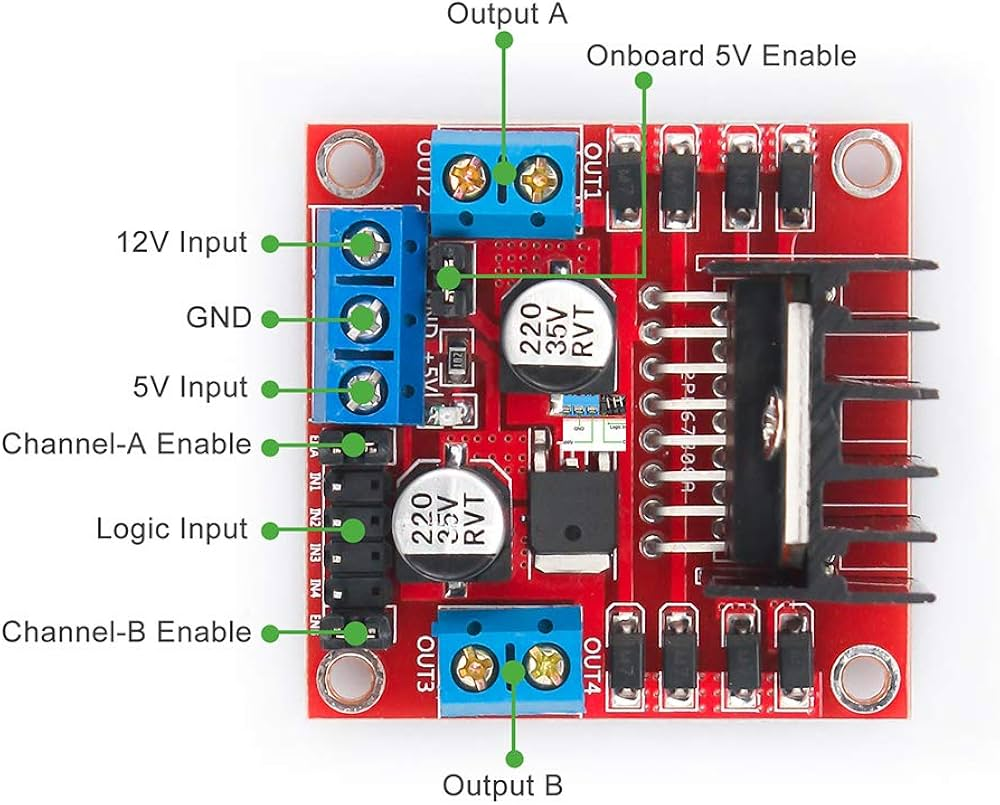 Output A
Onboard 5V Enable
OUT2
OUT1
12V Input
GND
5V Input
+5V
220
35V
RVT
Channel-A Enable
IN1
IN2
IN3
IN4
Logic Input
220
35V
RVT
Channel-B Enable
OUT3
OUT4
Output B